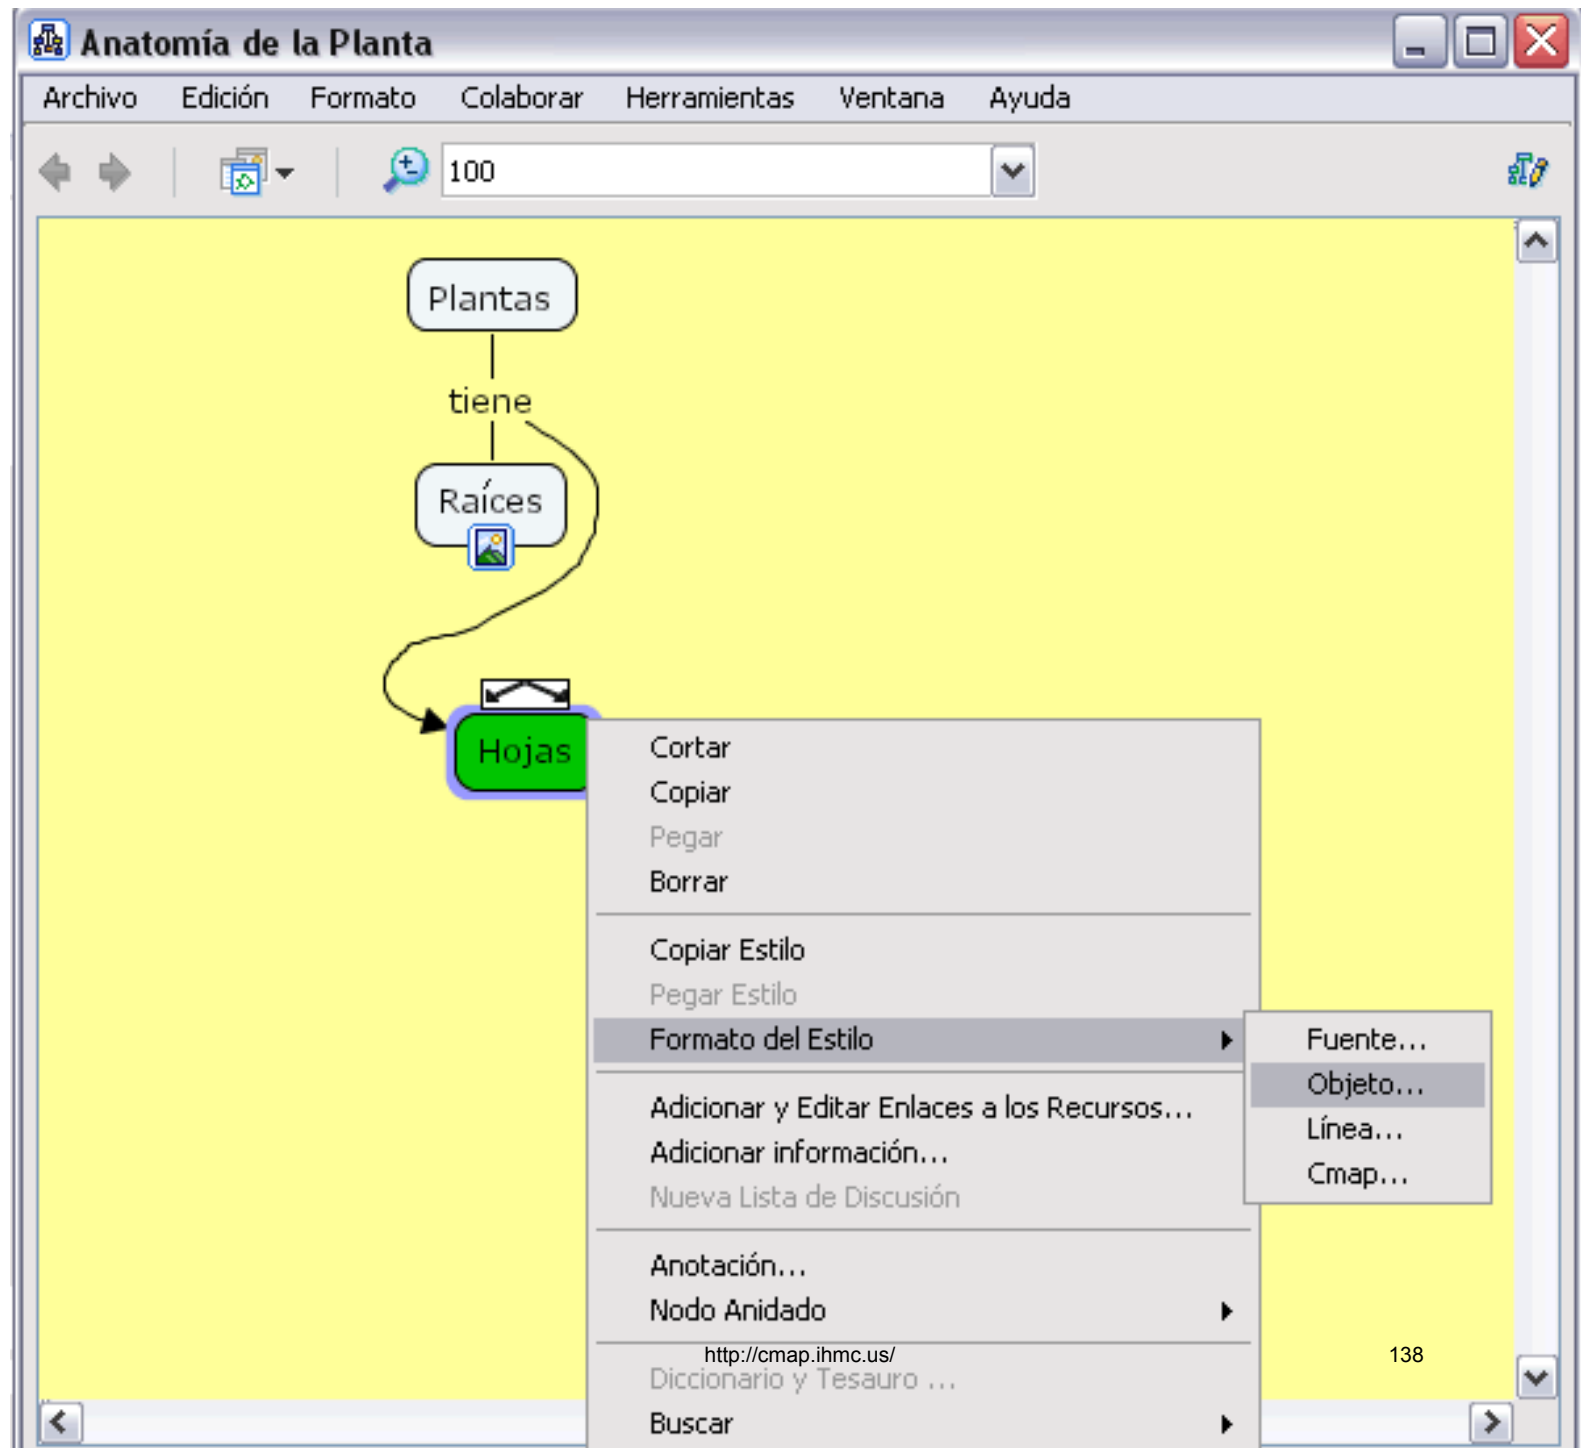 Anatomía de la Planta
Archivo Edición Formato Colaborar Herramientas Ventana Ayuda
100
Plantas
tiene
Raíces
Hojas
Cortar
Copiar
Pegar
Borrar
Copiar Estilo
Pegar Estilo
Formato del Estilo
Fuente...
Objeto...
Línea...
Cmap...
Adicionar y Editar Enlaces a los Recursos...
Adicionar información...
Nueva Lista de Discusión
Anotación...
Nodo Anidado
http://cmap.ihmc.us/ 138
Diccionario y Tesauro ...
Buscar